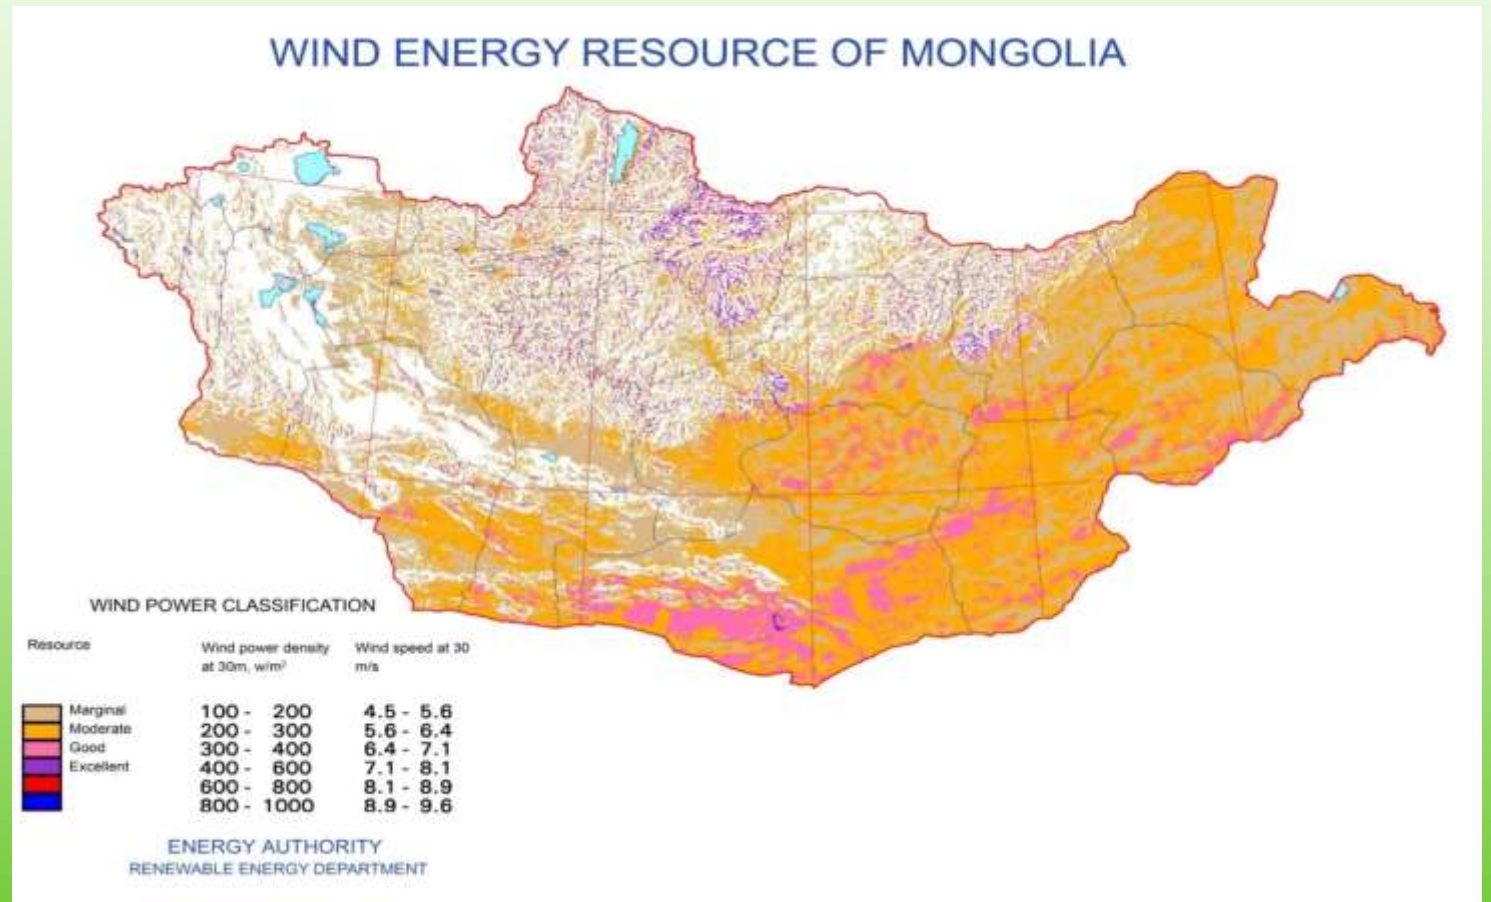 WIND ENERGY RESOURCE OF MONGOLIA
WIND POWER CLASSIFICATION
Resource Wind power density Wind speed at 30
at 30m, w/m² m/s
Marginal 100 - 200 4.5 - 5.6
Moderate 200 - 300 5.6 - 6.4
Good 300 - 400 6.4 - 7.1
Excellent 400 - 600 7.1 - 8.1
600 - 800 8.1 - 8.9
800 - 1000 8.9 - 9.6
ENERGY AUTHORITY
RENEWABLE ENERGY DEPARTMENT